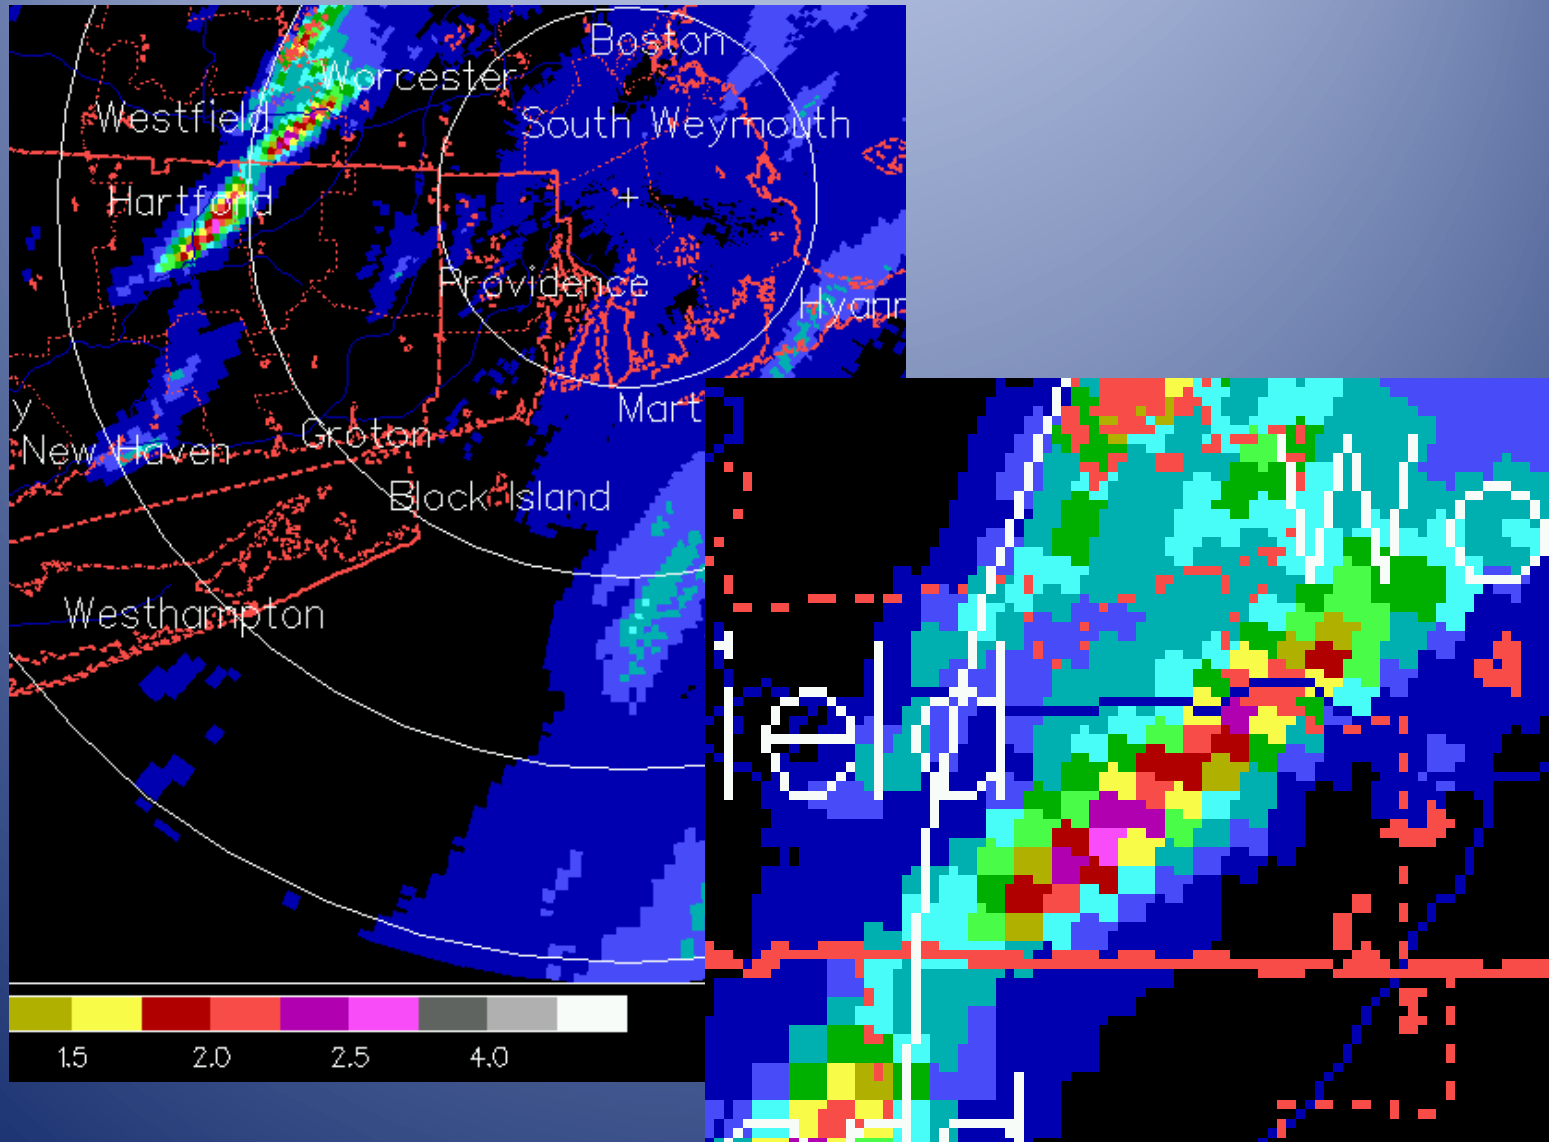 Boston
Worcester
Westfield
South Weymouth
Hartford
Providence
Hyann
Mart
y
Groton
New Haven
Block Island
Westhampton
1.5 2.0 2.5 4.0